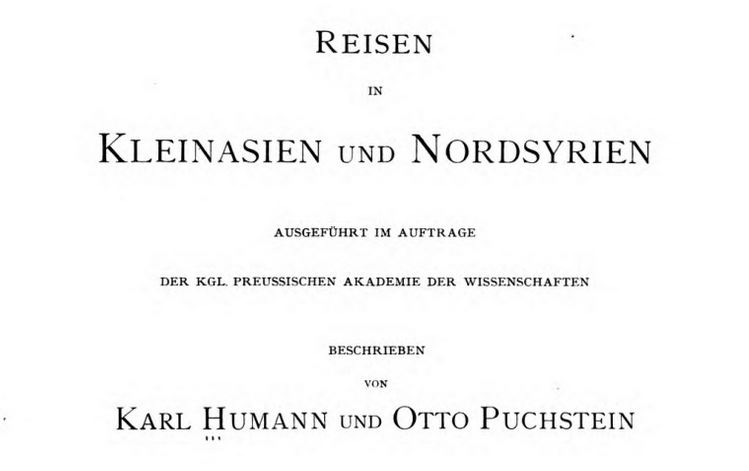 REISEN
IN
KLEINASIEN UND NORDSYRIEN
AUSGEFÜHRT IM AUFTRAGE
DER KGL. PREUSSISCHEN AKADEMIE DER WISSENSCHAFTEN
BESCHRIEBEN
VON
KARL HUMANN UND OTTO PUCHSTEIN